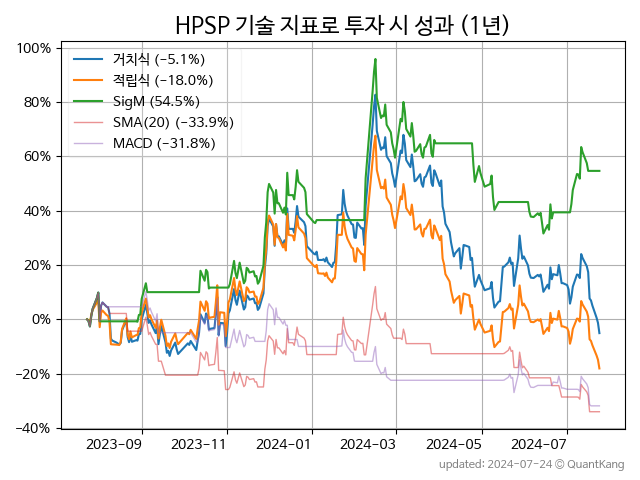 HPSP 기술 지표로 투자 시 성과 (1년)
100%
80%
60%
40%
20%
0%
−20%
−40%
거치식 (−5.1%)
적립식 (−18.0%)
SigM (54.5%)
SMA(20) (−33.9%)
MACD (−31.8%)
2023-09 2023-11 2024-01 2024-03 2024-05 2024-07
updated: 2024-07-24 © QuantKang